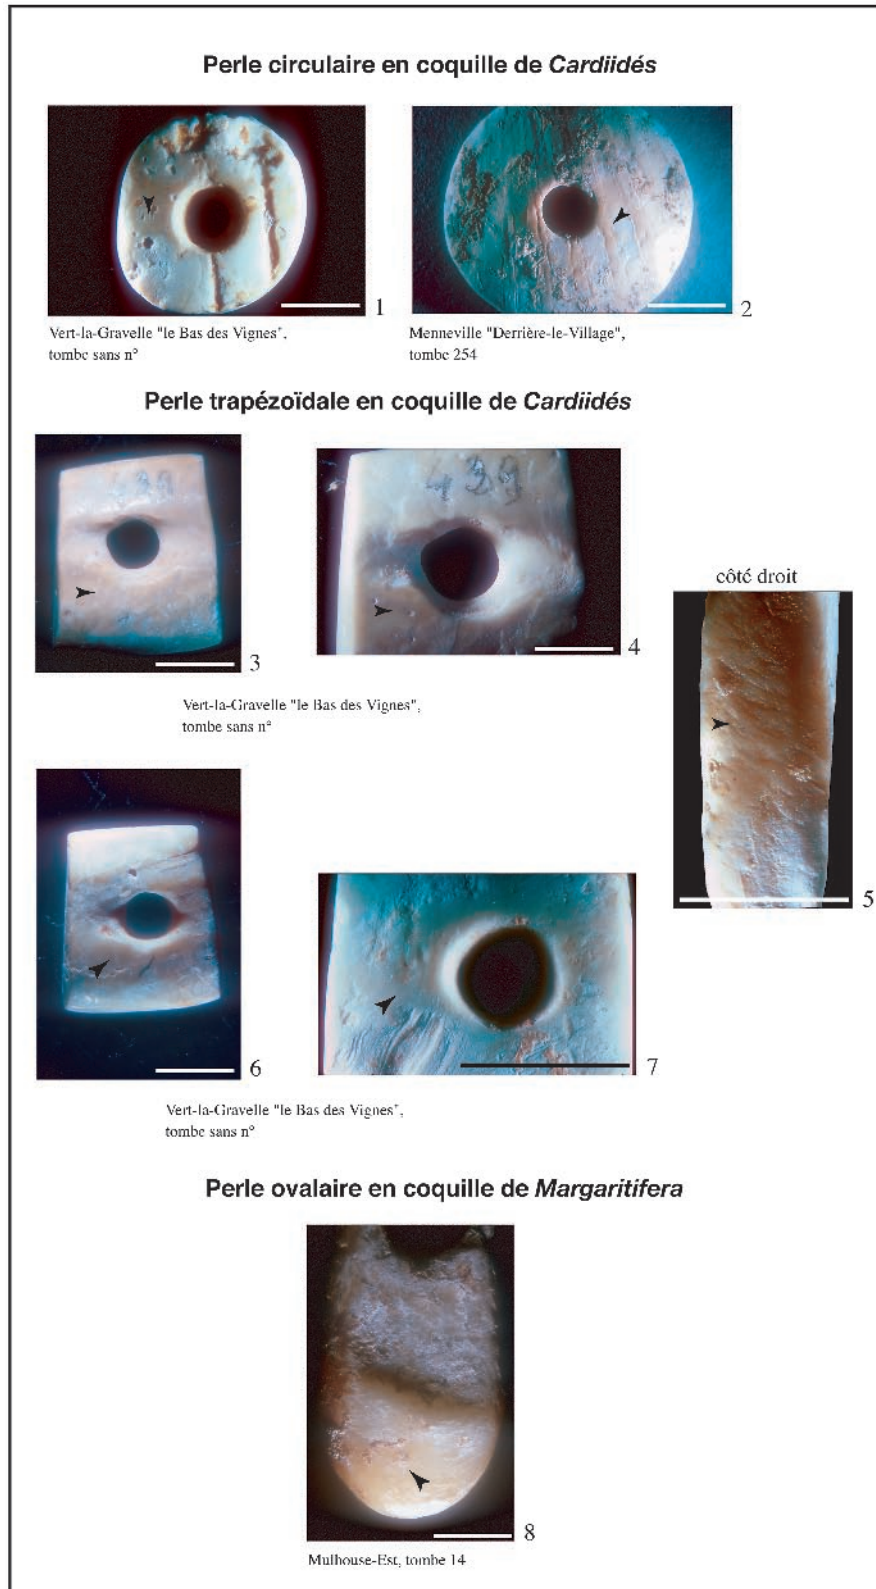 Perle circulaire en coquille de Cardiidés
1
2
Vert-la-Gravelle "le Bas des Vignes",
tombe sans n°
Menneville "Derrière-le-Village",
tombe 254
Perle trapézoïdale en coquille de Cardiidés
439
439
3
4
Vert-la-Gravelle "le Bas des Vignes",
tombe sans n°
côté droit
5
6
7
Vert-la-Gravelle "le Bas des Vignes",
tombe sans n°
Perle ovalaire en coquille de Margaritifera
8
Mulhouse-Est, tombe 14